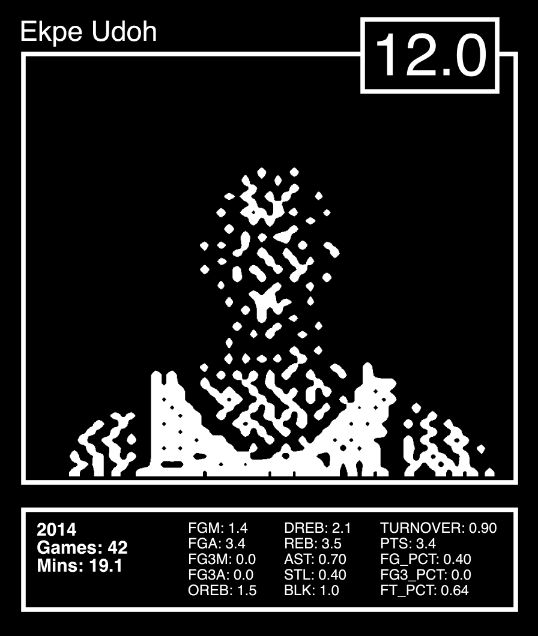 Ekpe Udoh
12.0
2014
Games: 42
Mins: 19.1
FGM: 1.4
FGA: 3.4
FG3M: 0.0
FG3A: 0.0
OREB: 1.5
DREB: 2.1
REB: 3.5
AST: 0.70
STL: 0.40
BLK: 1.0
TURNOVER: 0.90
PTS: 3.4
FG_PCT: 0.40
FG3_PCT: 0.0
FT_PCT: 0.64